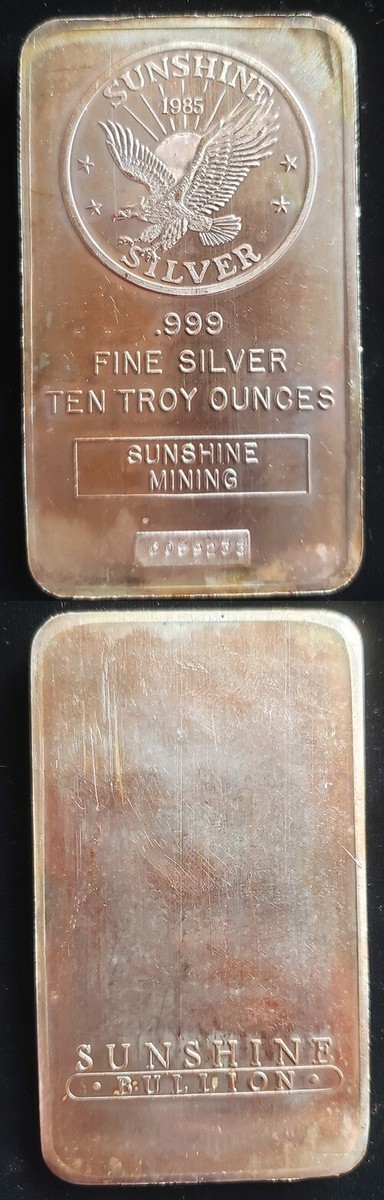 SUNSHINE
1985
SILVER
.999
FINE SILVER
TEN TROY OUNCES
SUNSHINE
MINING
SUNSHINE
· BULLION ·